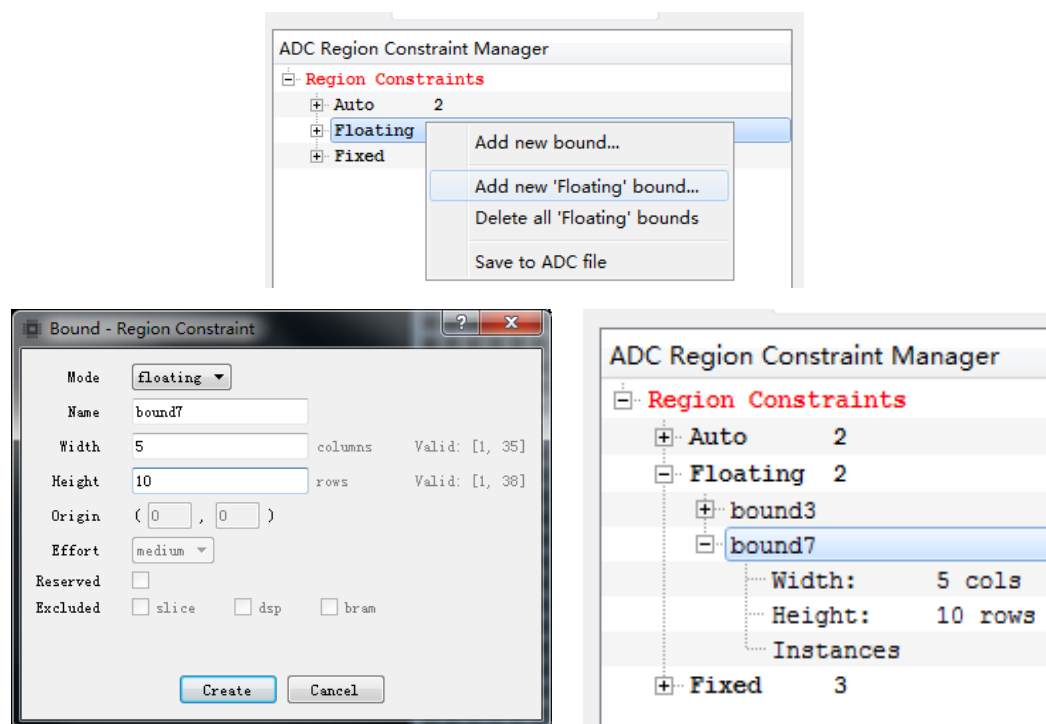 ADC Region Constraint Manager
Region Constraints
Auto 2
Floating
Fixed
Add new bound...
Add new 'Floating' bound...
Delete all 'Floating' bounds
Save to ADC file
Bound - Region Constraint
Mode floating
Name bound7
Width 5 columns Valid: [1, 35]
Height 10 rows Valid: [1, 38]
Origin ( 0 , 0 )
Effort medium
Reserved
Excluded slice dsp bram
Create Cancel
ADC Region Constraint Manager
Region Constraints
Auto 2
Floating 2
bound3
bound7
Width: 5 cols
Height: 10 rows
Instances
Fixed 3